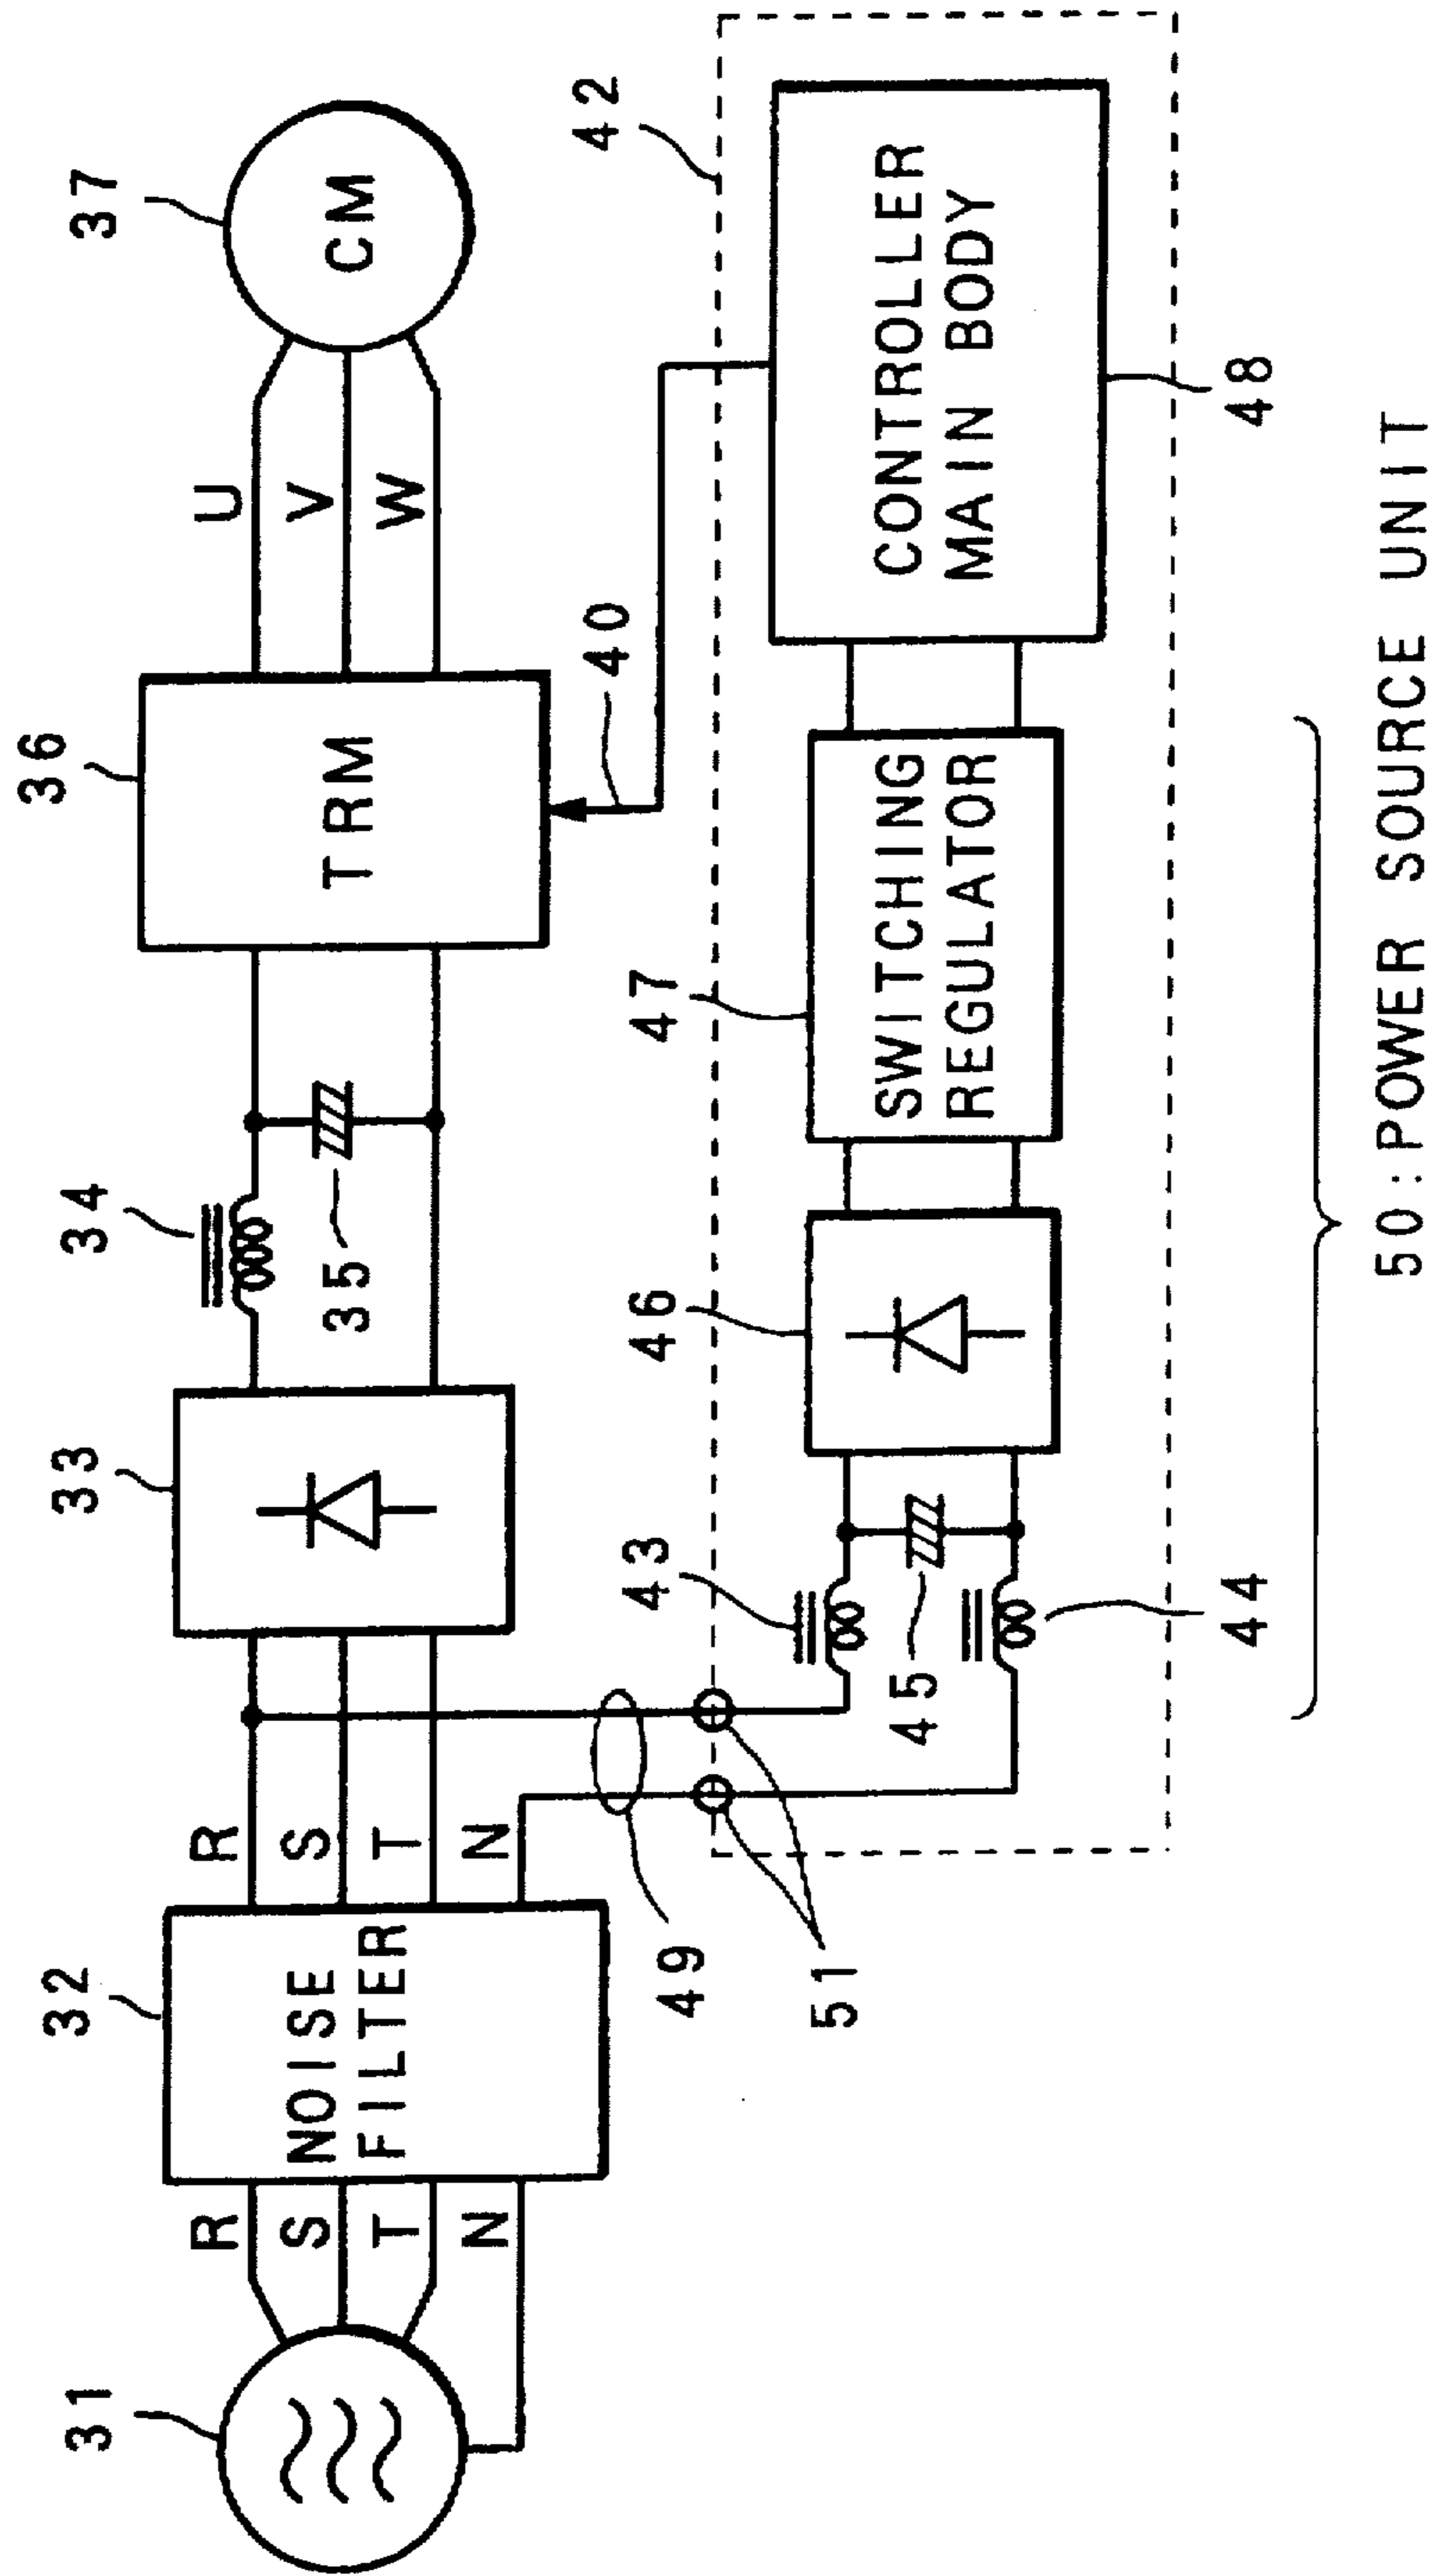 31
R
S
T
N
32
NOISE
FILTER
R
S
T
N
33
34
35
36
TRM
U
V
W
37
CM
40
42
49
51
43
44
45
46
47
SWITCHING
REGULATOR
CONTROLLER
MAIN BODY
48
50:POWER SOURCE UNIT